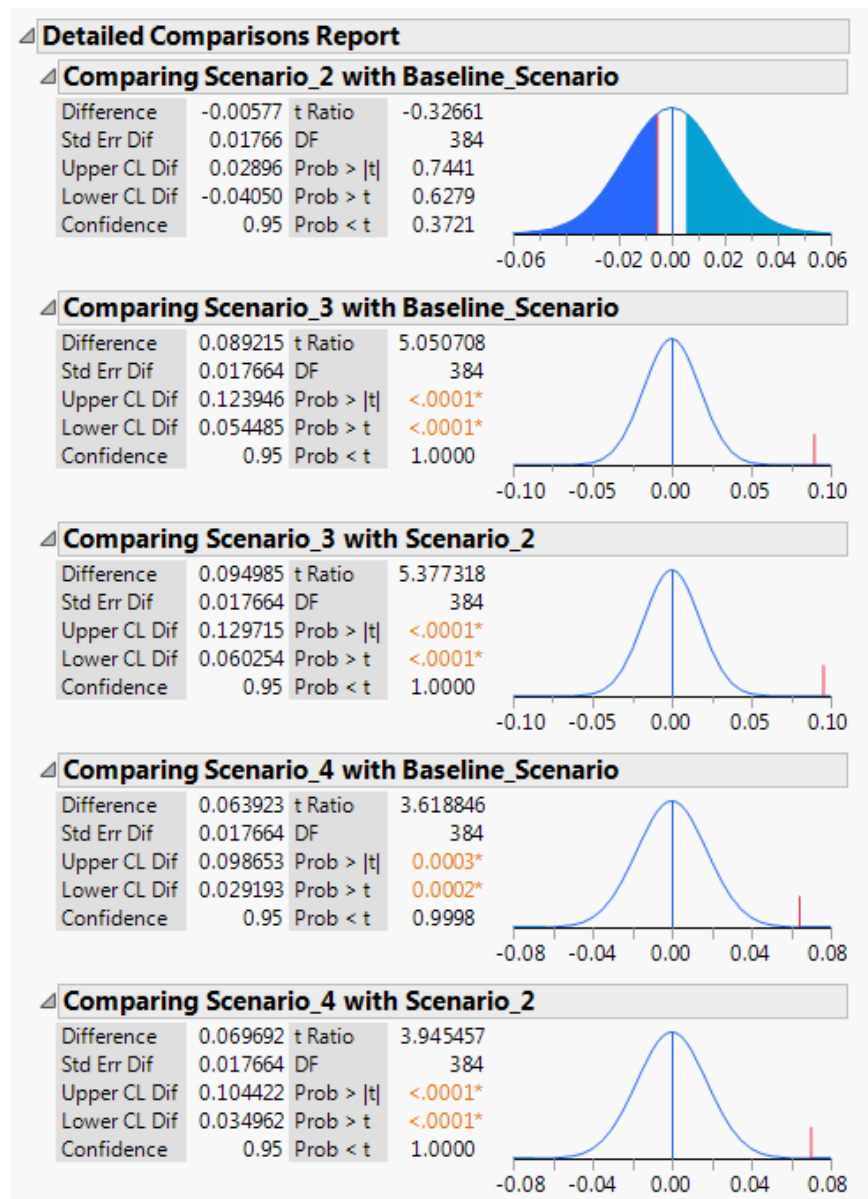 Detailed Comparisons Report
Comparing Scenario_2 with Baseline_Scenario
Difference -0.00577 t Ratio -0.32661
Std Err Dif 0.01766 DF 384
Upper CL Dif 0.02896 Prob > |t| 0.7441
Lower CL Dif -0.04050 Prob > t 0.6279
Confidence 0.95 Prob < t 0.3721
-0.06 -0.02 0.00 0.02 0.04 0.06
Comparing Scenario_3 with Baseline_Scenario
Difference 0.089215 t Ratio 5.050708
Std Err Dif 0.017664 DF 384
Upper CL Dif 0.123946 Prob > |t| <.0001*
Lower CL Dif 0.054485 Prob > t <.0001*
Confidence 0.95 Prob < t 1.0000
-0.10 -0.05 0.00 0.05 0.10
Comparing Scenario_3 with Scenario_2
Difference 0.094985 t Ratio 5.377318
Std Err Dif 0.017664 DF 384
Upper CL Dif 0.129715 Prob > |t| <.0001*
Lower CL Dif 0.060254 Prob > t <.0001*
Confidence 0.95 Prob < t 1.0000
-0.10 -0.05 0.00 0.05 0.10
Comparing Scenario_4 with Baseline_Scenario
Difference 0.063923 t Ratio 3.618846
Std Err Dif 0.017664 DF 384
Upper CL Dif 0.098653 Prob > |t| 0.0003*
Lower CL Dif 0.029193 Prob > t 0.0002*
Confidence 0.95 Prob < t 0.9998
-0.08 -0.04 0.00 0.04 0.08
Comparing Scenario_4 with Scenario_2
Difference 0.069692 t Ratio 3.945457
Std Err Dif 0.017664 DF 384
Upper CL Dif 0.104422 Prob > |t| <.0001*
Lower CL Dif 0.034962 Prob > t <.0001*
Confidence 0.95 Prob < t 1.0000
-0.08 -0.04 0.00 0.04 0.08